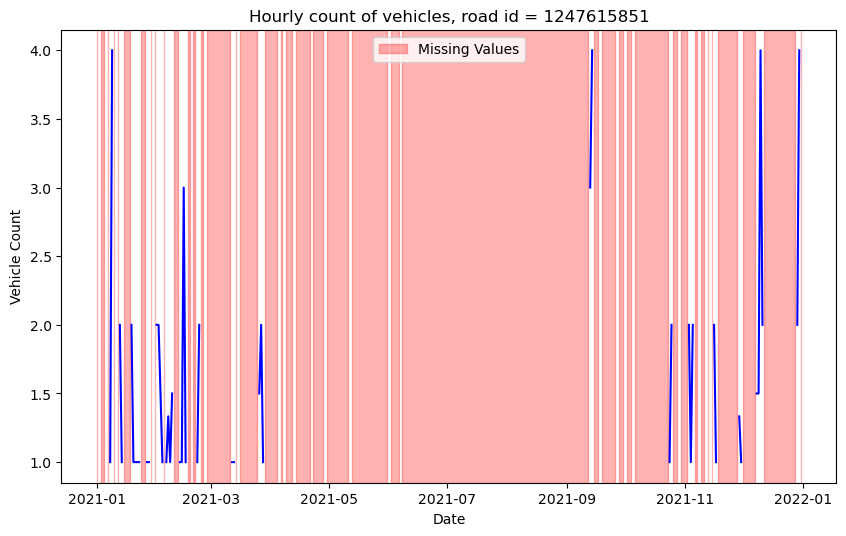 Hourly count of vehicles, road id = 1247615851
Missing Values
Vehicle Count
4.0
3.5
3.0
2.5
2.0
1.5
1.0
2021-01 2021-03 2021-05 2021-07 2021-09 2021-11 2022-01
Date